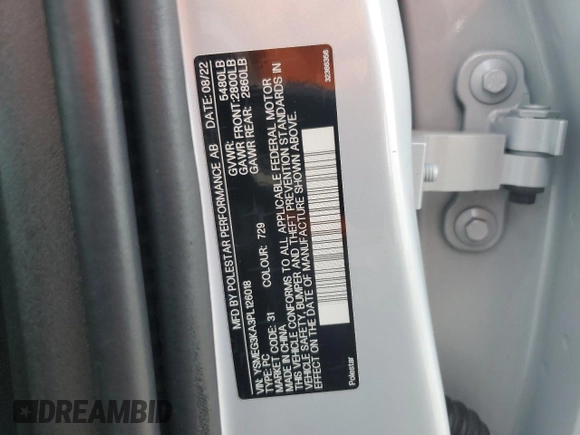 MFD BY POLESTAR PERFORMANCE AB DATE: 08/22
GVWR: 5480LB
GAWR FRONT: 2800LB
GAWR REAR: 2860LB
VIN: YSMEG3KA3PL126018
TYPE: PC
MARKET CODE: 31 COLOUR: 729
MADE IN CHINA
THIS VEHICLE CONFORMS TO ALL APPLICABLE FEDERAL MOTOR
VEHICLE SAFETY, BUMPER AND THEFT PREVENTION STANDARDS IN
EFFECT ON THE DATE OF MANUFACTURE SHOWN ABOVE.
Polestar
32365356
DREAMBID